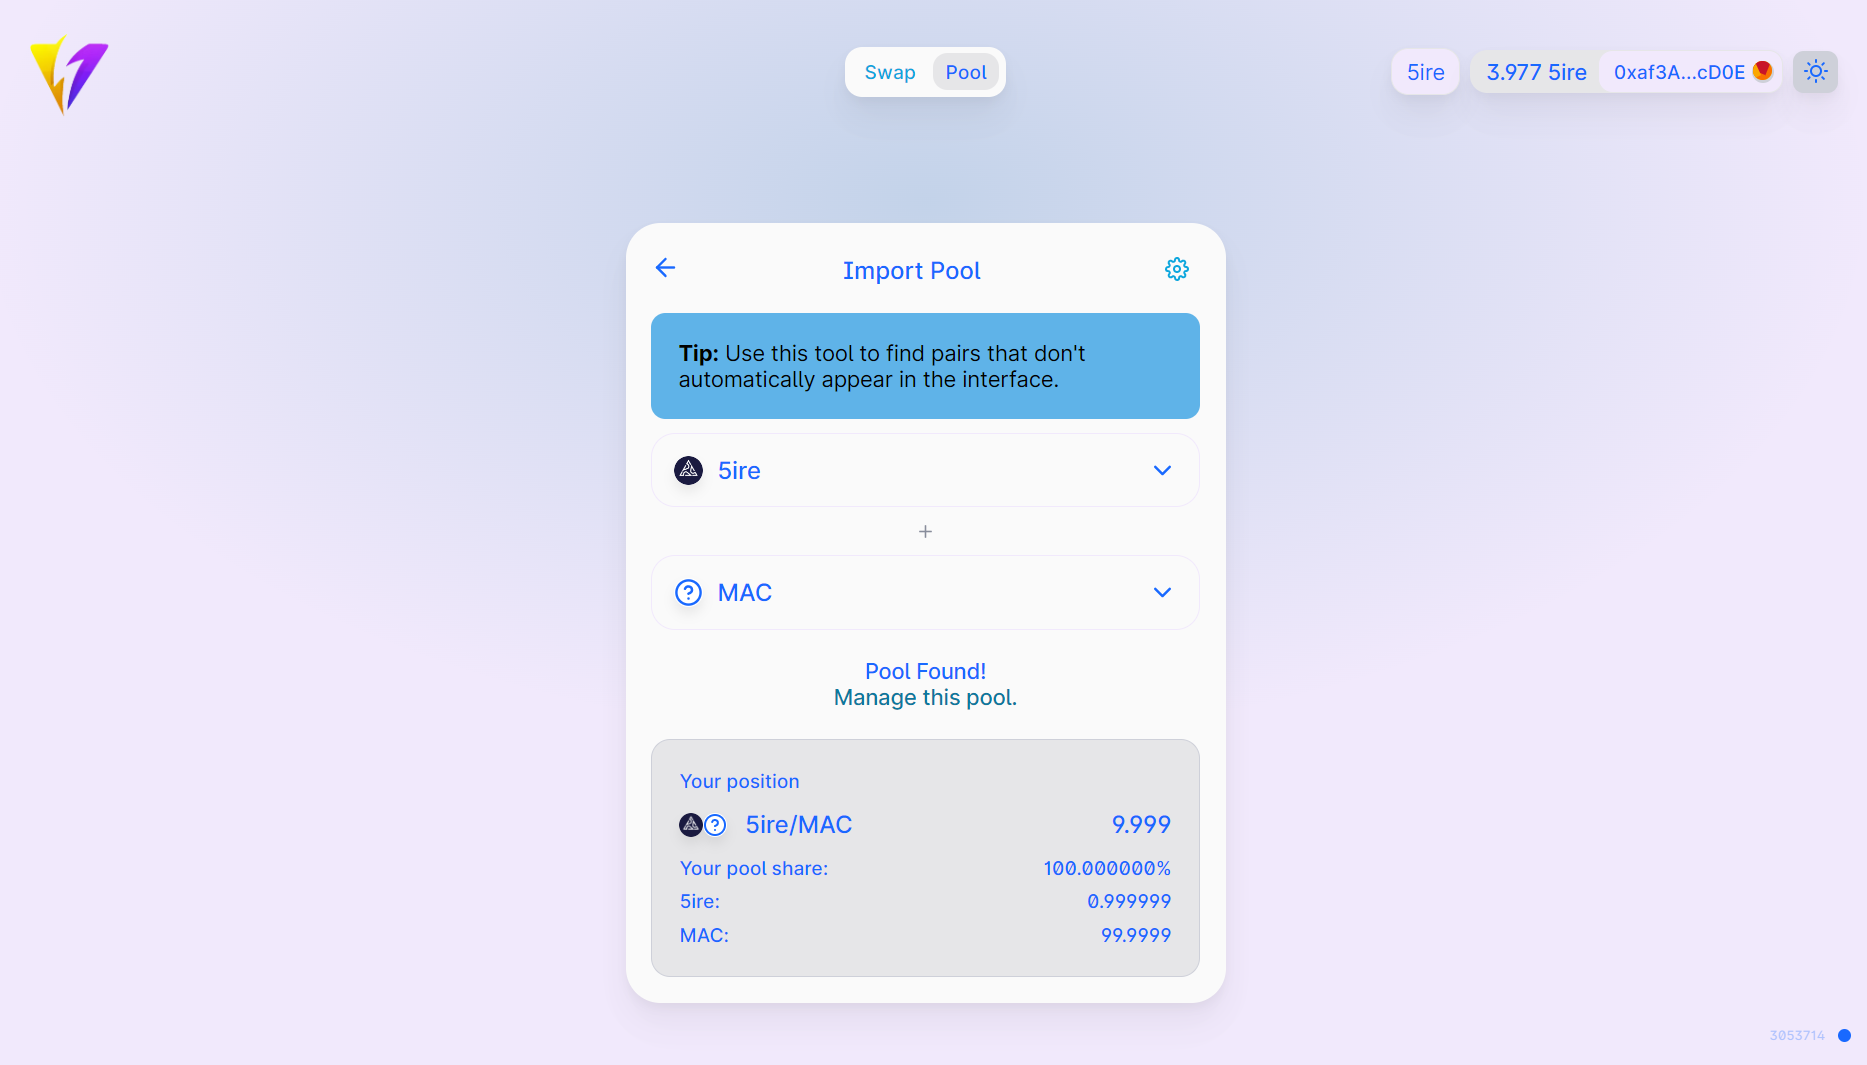 Swap
Pool
5ire
3.977 5ire
0xaf3A...cD0E
Import Pool
Tip: Use this tool to find pairs that don't
automatically appear in the interface.
5ire
+
MAC
Pool Found!
Manage this pool.
Your position
5ire/MAC 9.999
Your pool share: 100.000000%
5ire: 0.999999
MAC: 99.9999
3053714